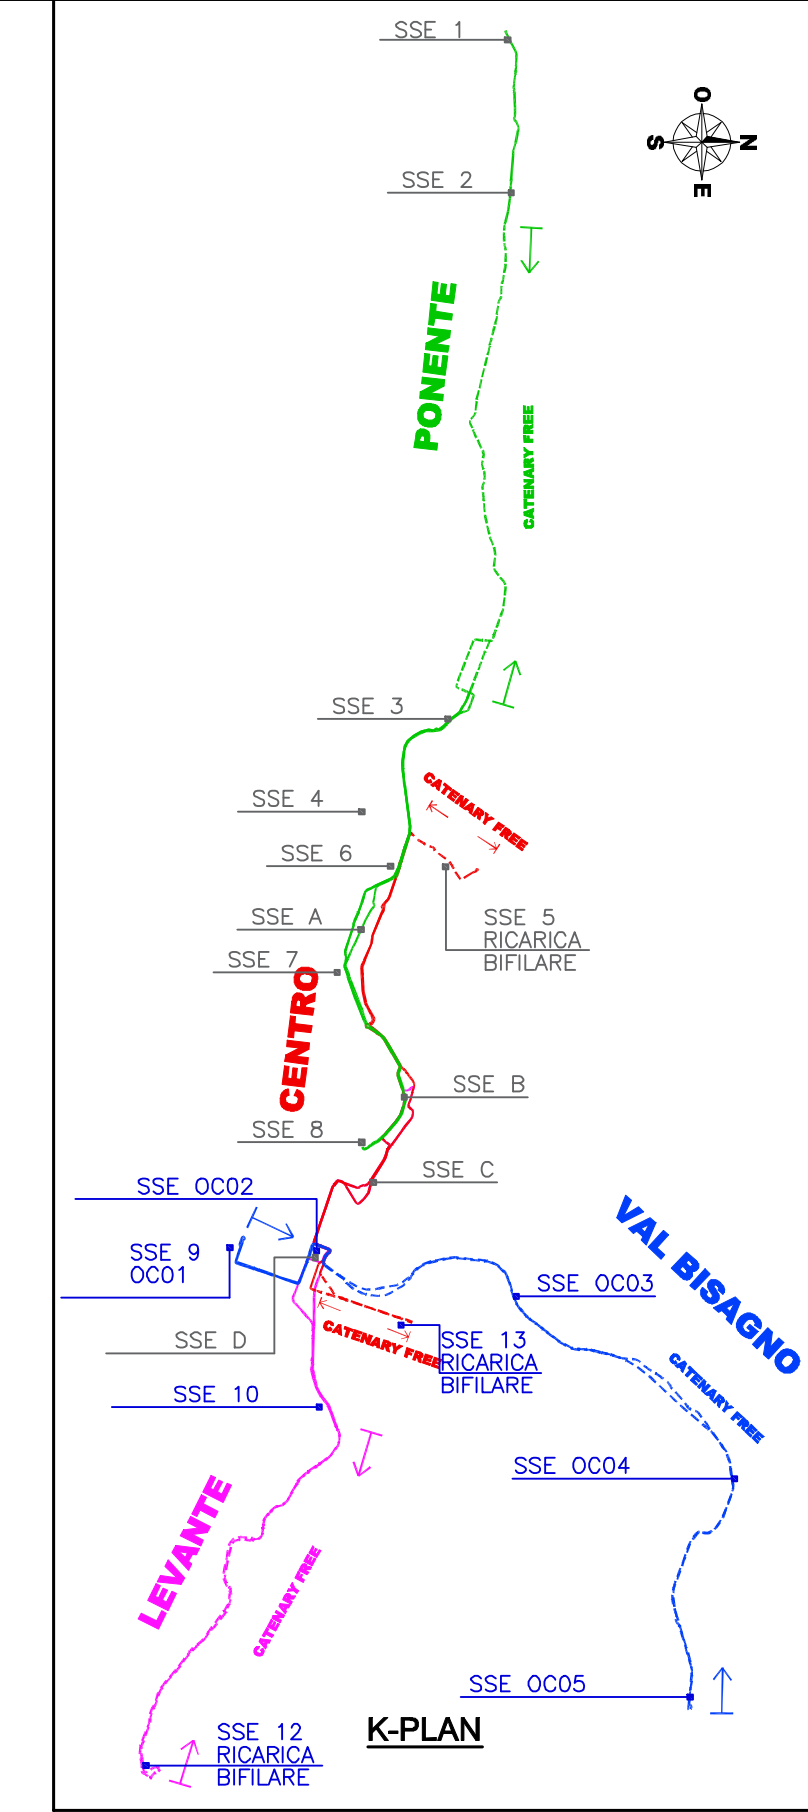 SSE 1
O
S
N
E
SSE 2
PONENTE
CATENARY FREE
SSE 3
CATENARY FREE
SSE 4
SSE 6
SSE A
SSE 5
RICARICA
BIFILARE
SSE 7
CENTRO
SSE B
SSE 8
SSE C
SSE OC02
VAL BISAGNO
SSE 9
OC01
SSE OC03
SSE D
CATENARY FREE
SSE 13
RICARICA
BIFILARE
CATENARY FREE
SSE 10
SSE OC04
LEVANTE
CATENARY FREE
SSE OC05
K-PLAN
SSE 12
RICARICA
BIFILARE